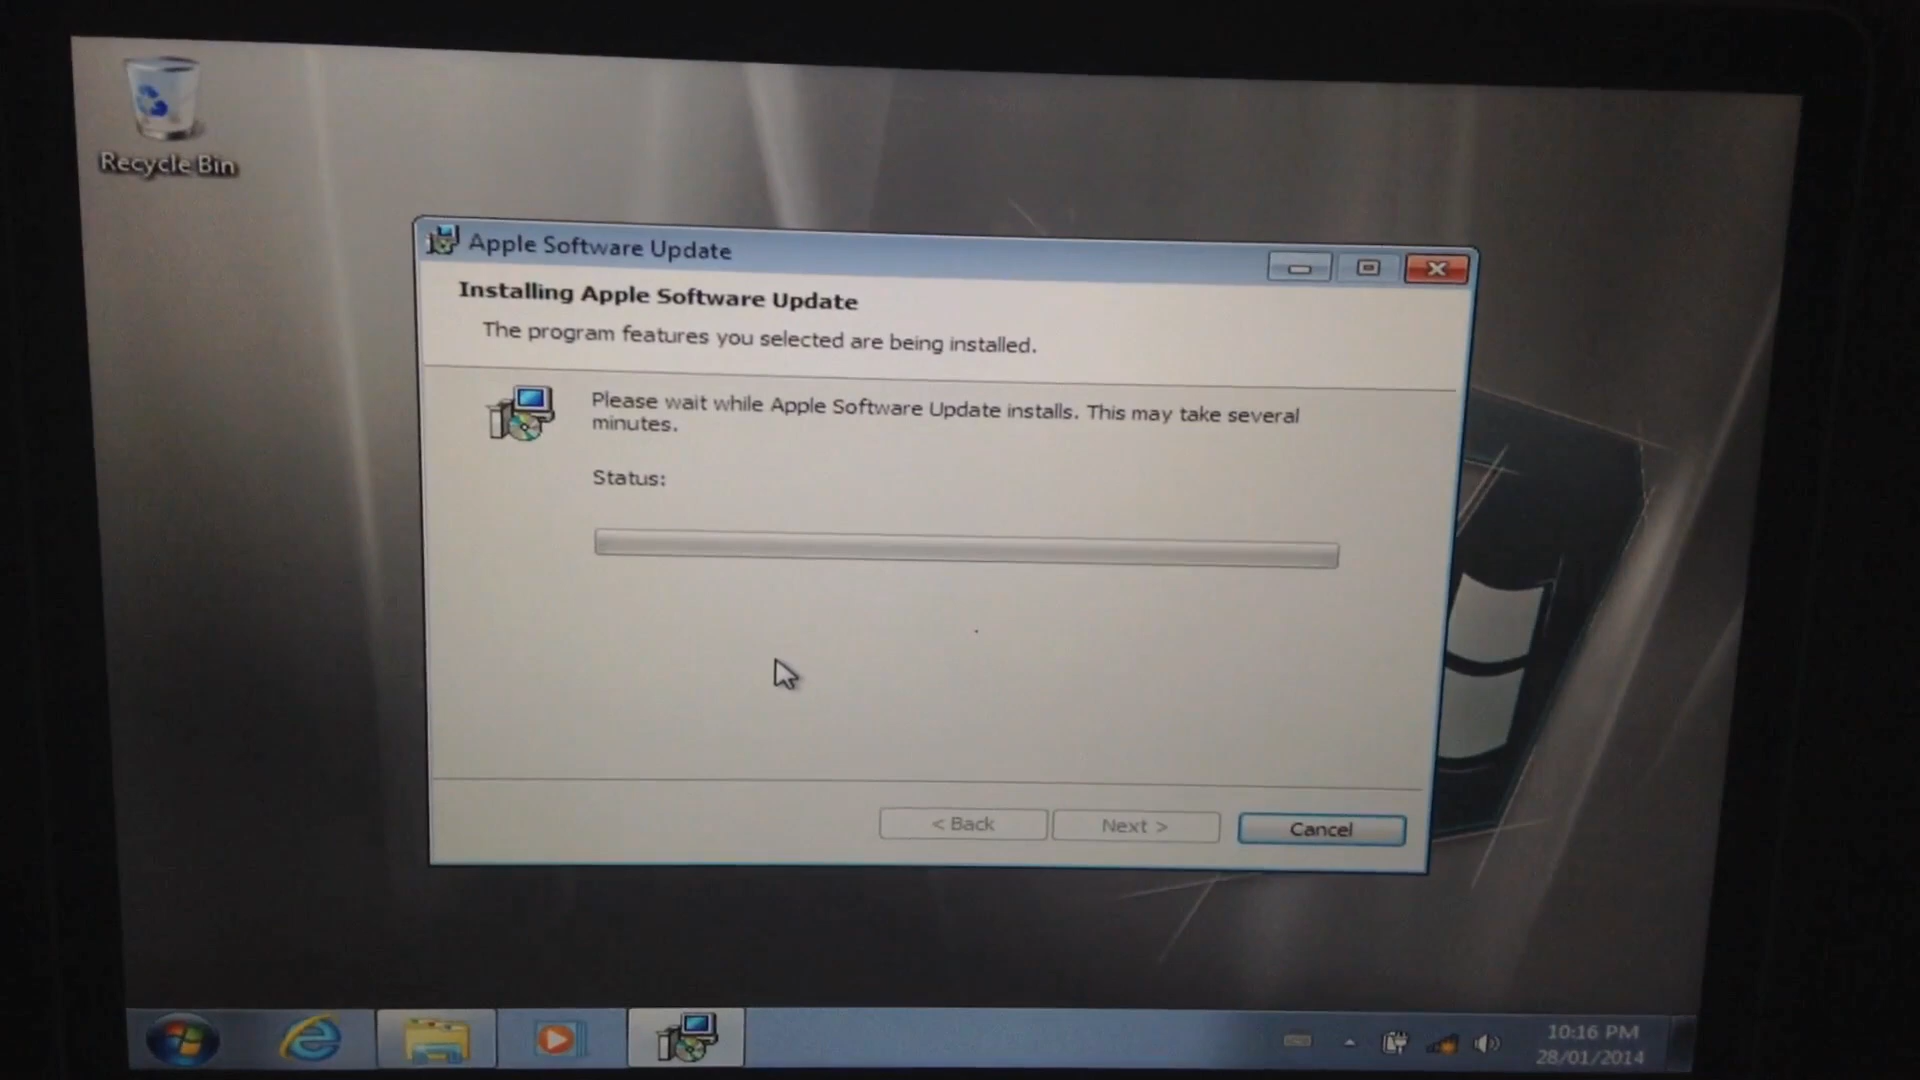 Recycle Bin
Apple Software Update
Installing Apple Software Update
The program features you selected are being installed.
Please wait while Apple Software Update installs. This may take several
minutes.
Status:
< Back
Next >
Cancel
10:16 PM
28/01/2014